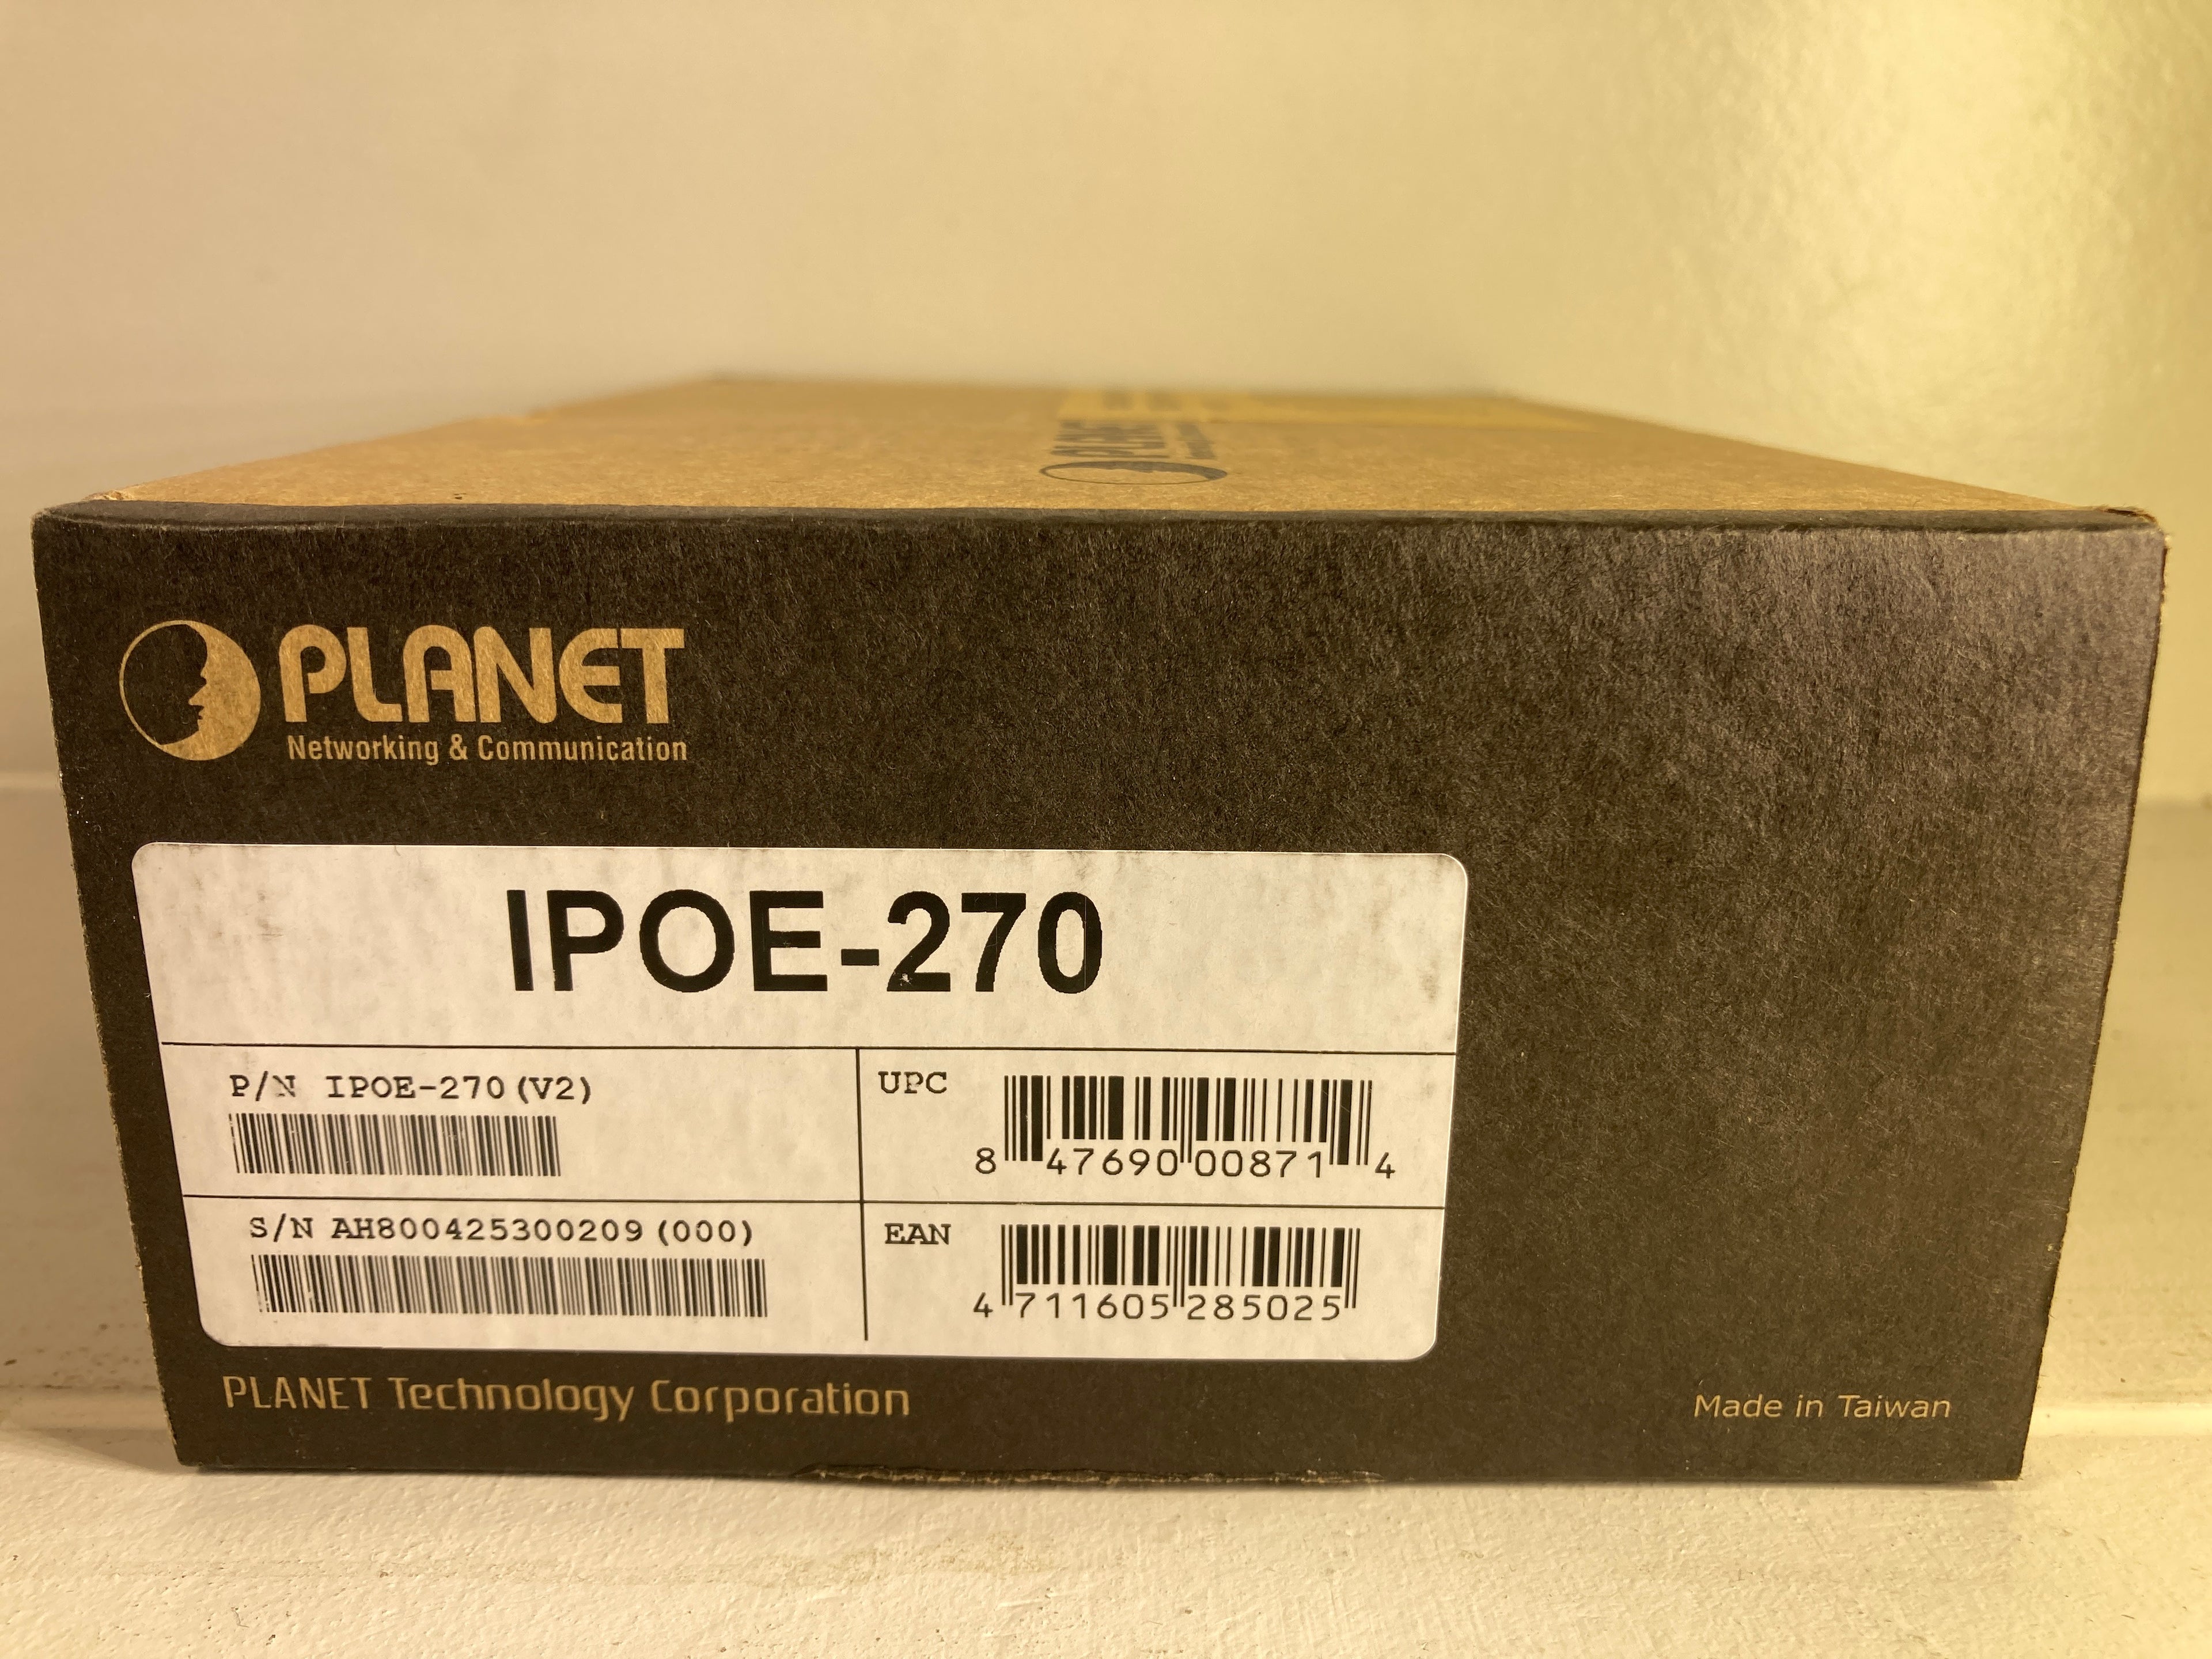 PLANET
PLANET
Networking & Communication
IPOE-270
P/N IPOE-270(V2)
UPC
8 47690 00871 4
S/N AH800425300209(000)
EAN
4 711605 285025
PLANET Technology Corporation
Made in Taiwan